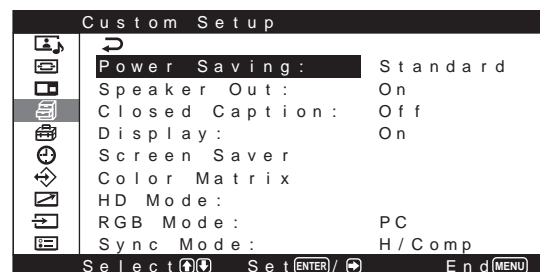 Custom Setup
Power Saving: Standard
Speaker Out: On
Closed Caption: Off
Display: On
Screen Saver
Color Matrix
HD Mode:
RGB Mode: PC
Sync Mode: H/Comp
Select Set ENTER / End MENU